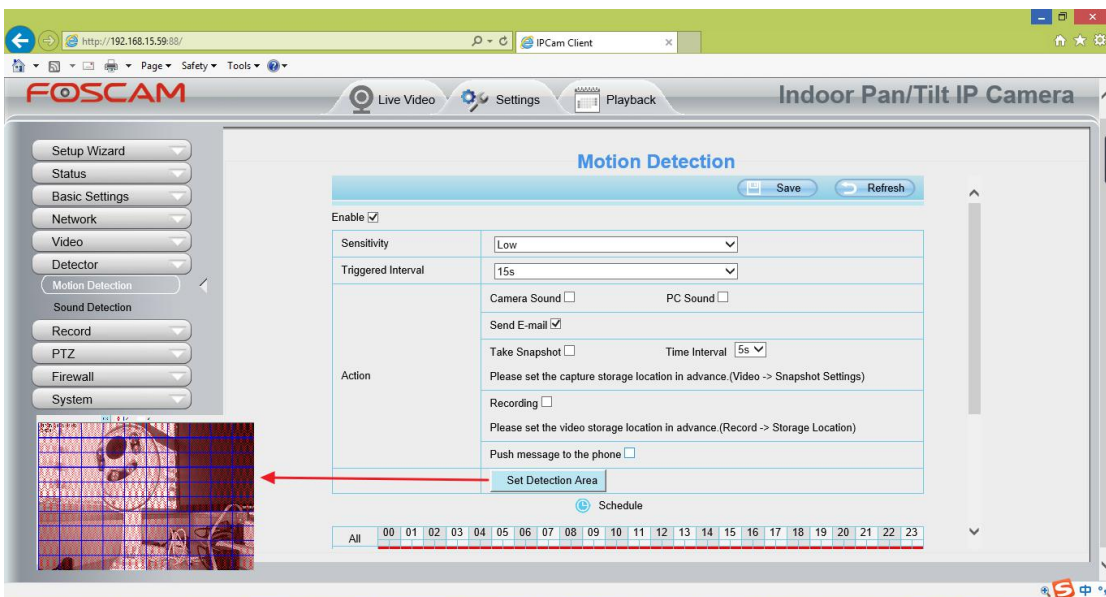 http://192.168.15.59:88/
IPCam Client
Page Safety Tools
FOSCAM
Live Video
Settings
Playback
Indoor Pan/Tilt IP Camera
Setup Wizard
Status
Basic Settings
Network
Video
Detector
Motion Detection
Sound Detection
Record
PTZ
Firewall
System
Motion Detection
Save Refresh
Enable
Sensitivity Low
Triggered Interval 15s
Action
Camera Sound PC Sound
Send E-mail
Take Snapshot Time Interval 5s
Please set the capture storage location in advance.(Video -> Snapshot Settings)
Recording
Please set the video storage location in advance.(Record -> Storage Location)
Push message to the phone
Set Detection Area
Schedule
All 00 01 02 03 04 05 06 07 08 09 10 11 12 13 14 15 16 17 18 19 20 21 22 23
中